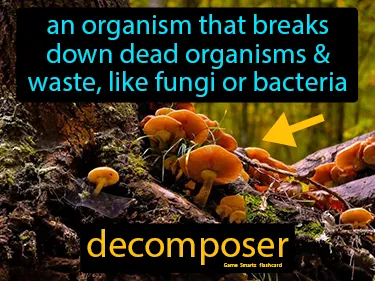 an organism that breaks
down dead organisms &
waste, like fungi or bacteria
decomposer
Game Smartz flashcard